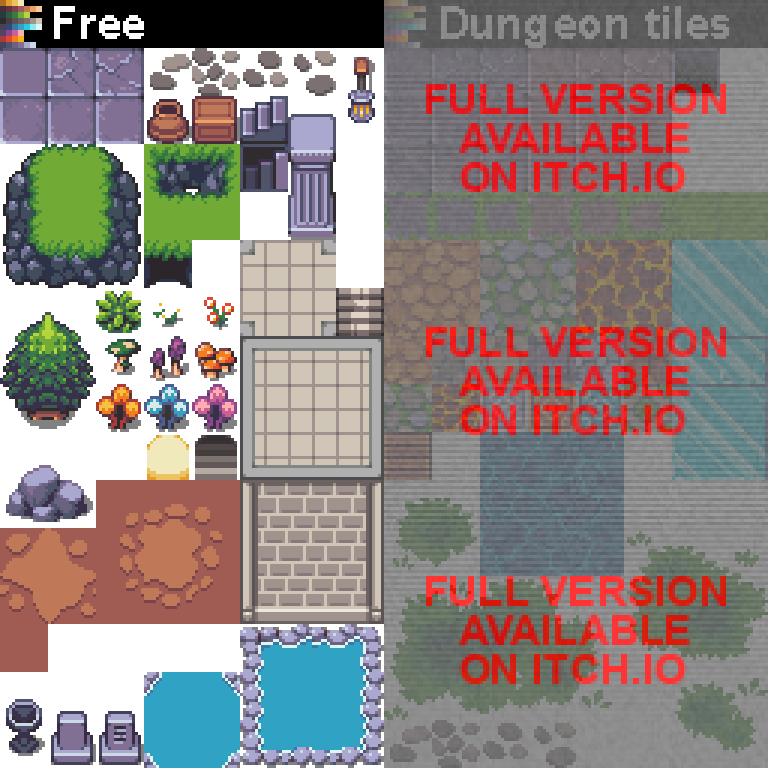 Free
Dungeon tiles
FULL VERSION
AVAILABLE
ON ITCH.IO
FULL VERSION
AVAILABLE
ON ITCH.IO
FULL VERSION
AVAILABLE
ON ITCH.IO